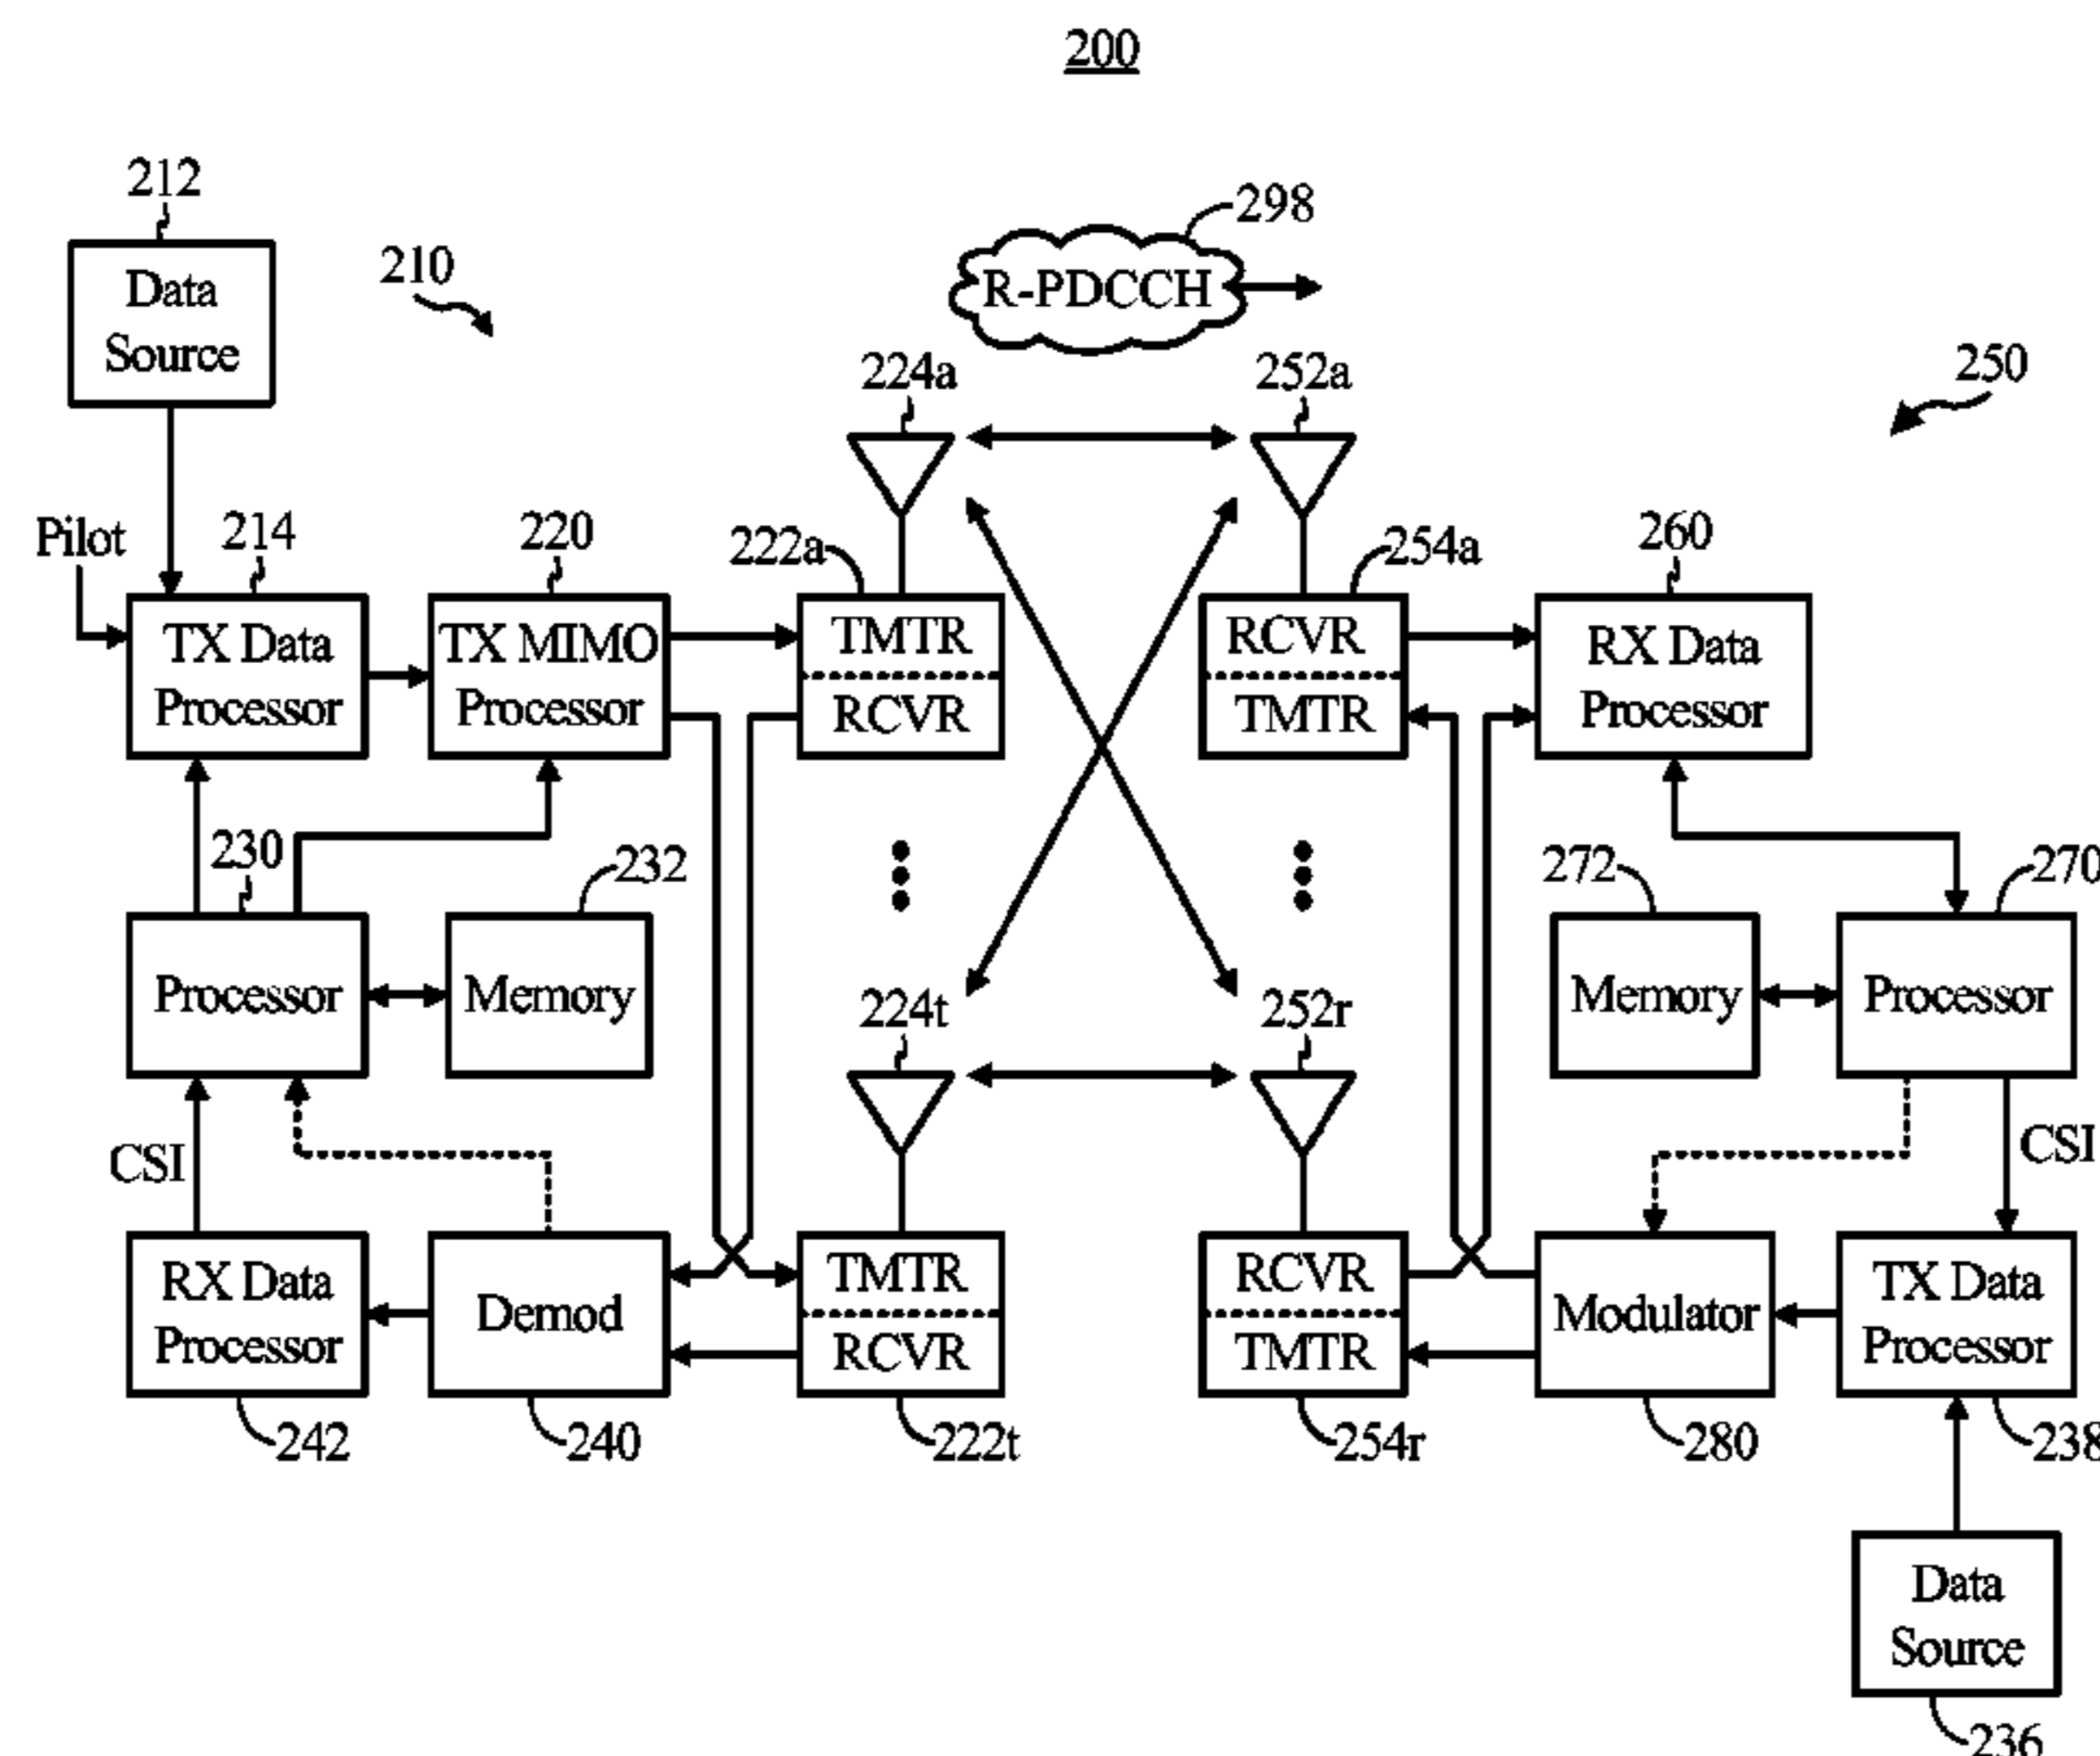 200
212
Data
Source
210
298
R-PDCCH
224a
252a
250
Pilot
214
220
222a
254a
260
TX Data
Processor
TX MIMO
Processor
TMTR
RCVR
RCVR
TMTR
RX Data
Processor
230
232
272
270
Processor
Memory
Memory
Processor
224t
252r
CSI
CSI
RX Data
Processor
Demod
TMTR
RCVR
RCVR
TMTR
Modulator
TX Data
Processor
242
240
222t
254r
280
238
Data
Source
236